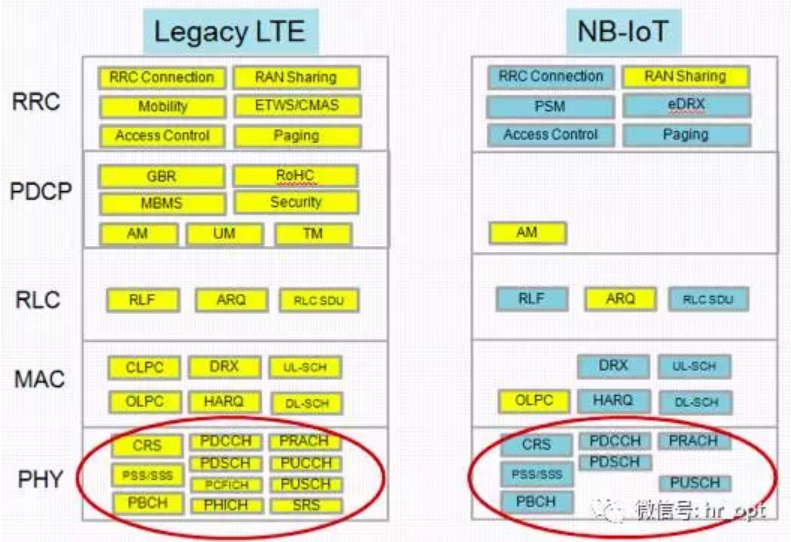 Legacy LTE
NB-IoT
RRC
RRC Connection
RAN Sharing
Mobility
ETWS/CMAS
Access Control
Paging
RRC Connection
RAN Sharing
PSM
eDRX
Access Control
Paging
PDCP
GBR
RoHC
MBMS
Security
AM
UM
TM
AM
RLC
RLF
ARQ
RLC SDU
RLF
ARQ
RLC SDU
MAC
CLPC
DRX
UL-SCH
OLPC
HARQ
DL-SCH
DRX
UL-SCH
OLPC
HARQ
DL-SCH
PHY
CRS
PDCCH
PRACH
PSS/SSS
PDSCH
PUCCH
PCFICH
PUSCH
PBCH
PHICH
SRS
CRS
PDCCH
PRACH
PSS/SSS
PDSCH
PUSCH
PBCH
微信号: hr_opt